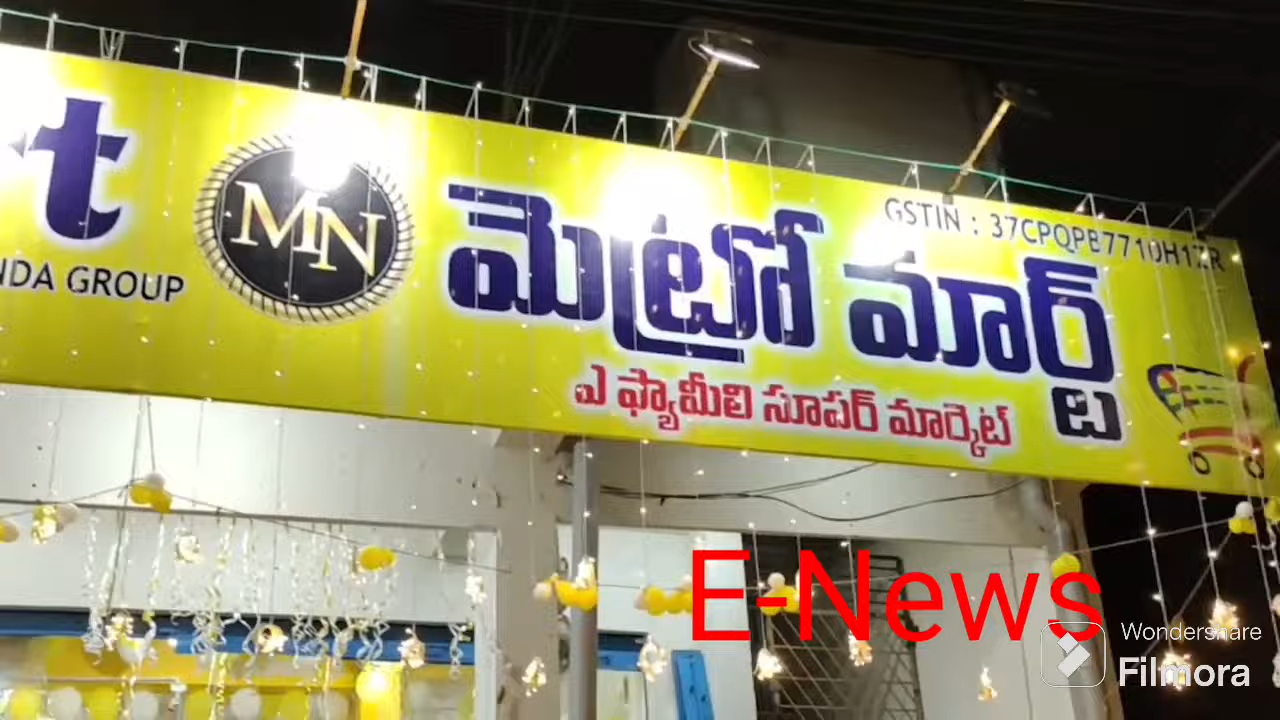 t
NDA GROUP
MN
మెట్రో మార్ట్
GSTIN : 37CPQPB7710H1ZR
ఎ ఫ్యామీలి సూపర్ మార్కెట్
E-News
Wondershare
Filmora